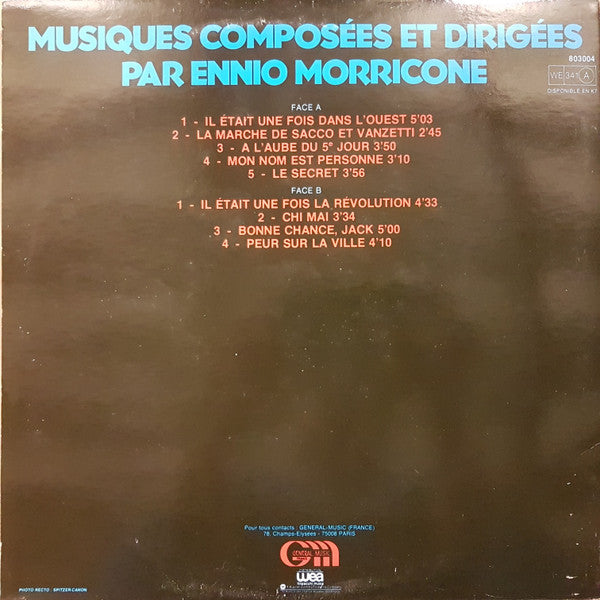 MUSIQUES COMPOSÉES ET DIRIGÉES
PAR ENNIO MORRICONE
803004
WE 341 A
DISPONIBLE EN K7
FACE A
1 - IL ÉTAIT UNE FOIS DANS L'OUEST 5'03
2 - LA MARCHE DE SACCO ET VANZETTI 2'45
3 - A L'AUBE DU 5e JOUR 3'50
4 - MON NOM EST PERSONNE 3'10
5 - LE SECRET 3'56
FACE B
1 - IL ÉTAIT UNE FOIS LA RÉVOLUTION 4'33
2 - CHI MAI 3'34
3 - BONNE CHANCE, JACK 5'00
4 - PEUR SUR LA VILLE 4'10
Pour tous contacts : GENERAL-MUSIC (FRANCE)
78, Champs-Elysées - 75008 PARIS
GM
GENERAL MUSIC
wea
PHOTO RECTO : SPITZER-CARON